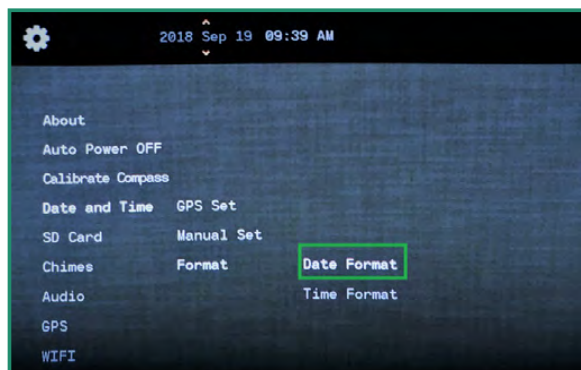 2018 Sep 19 09:39 AM
About
Auto Power OFF
Calibrate Compass
Date and Time GPS Set
SD Card Manual Set
Chimes Format Date Format
Audio Time Format
GPS
WIFI